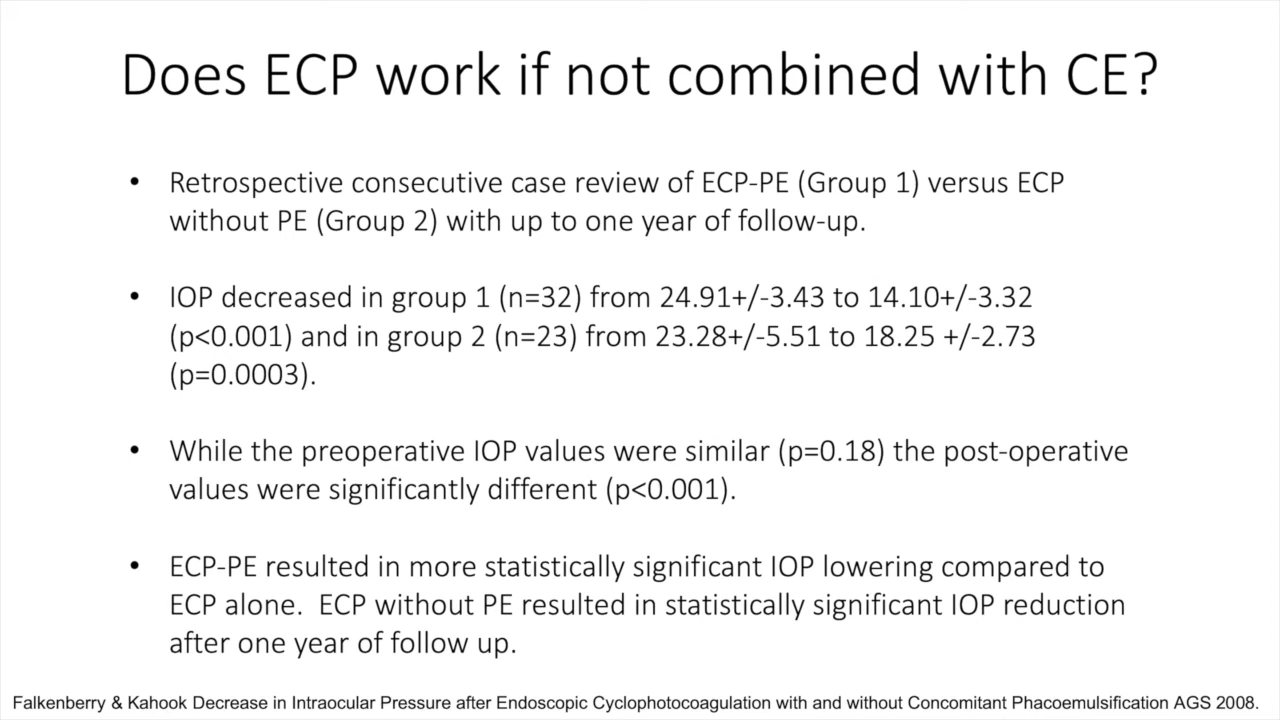 Does ECP work if not combined with CE?
• Retrospective consecutive case review of ECP-PE (Group 1) versus ECP
without PE (Group 2) with up to one year of follow-up.
• IOP decreased in group 1 (n=32) from 24.91+/-3.43 to 14.10+/-3.32
(p<0.001) and in group 2 (n=23) from 23.28+/-5.51 to 18.25 +/-2.73
(p=0.0003).
• While the preoperative IOP values were similar (p=0.18) the post-operative
values were significantly different (p<0.001).
• ECP-PE resulted in more statistically significant IOP lowering compared to
ECP alone.  ECP without PE resulted in statistically significant IOP reduction
after one year of follow up.
Falkenberry & Kahook Decrease in Intraocular Pressure after Endoscopic Cyclophotocoagulation with and without Concomitant Phacoemulsification AGS 2008.